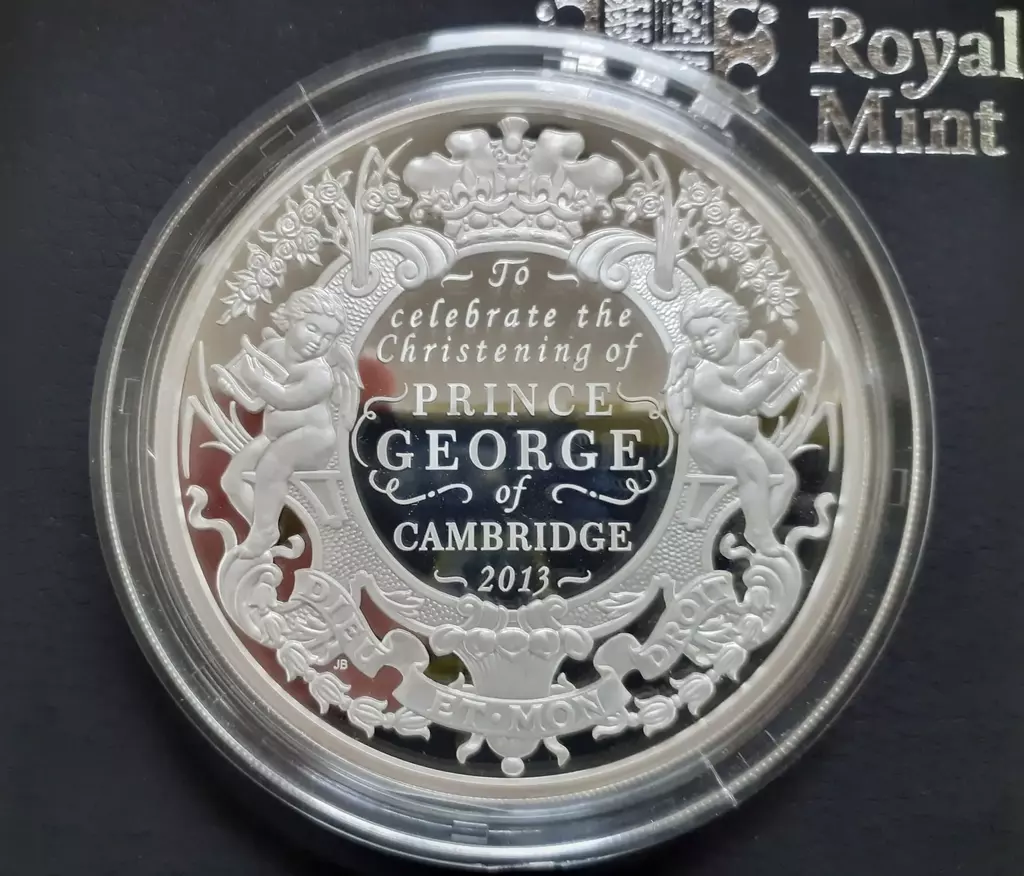 Royal
Mint
To
celebrate the
Christening of
PRINCE
GEORGE
of
CAMBRIDGE
2013
DIEU
ET·MON
DROIT
JB